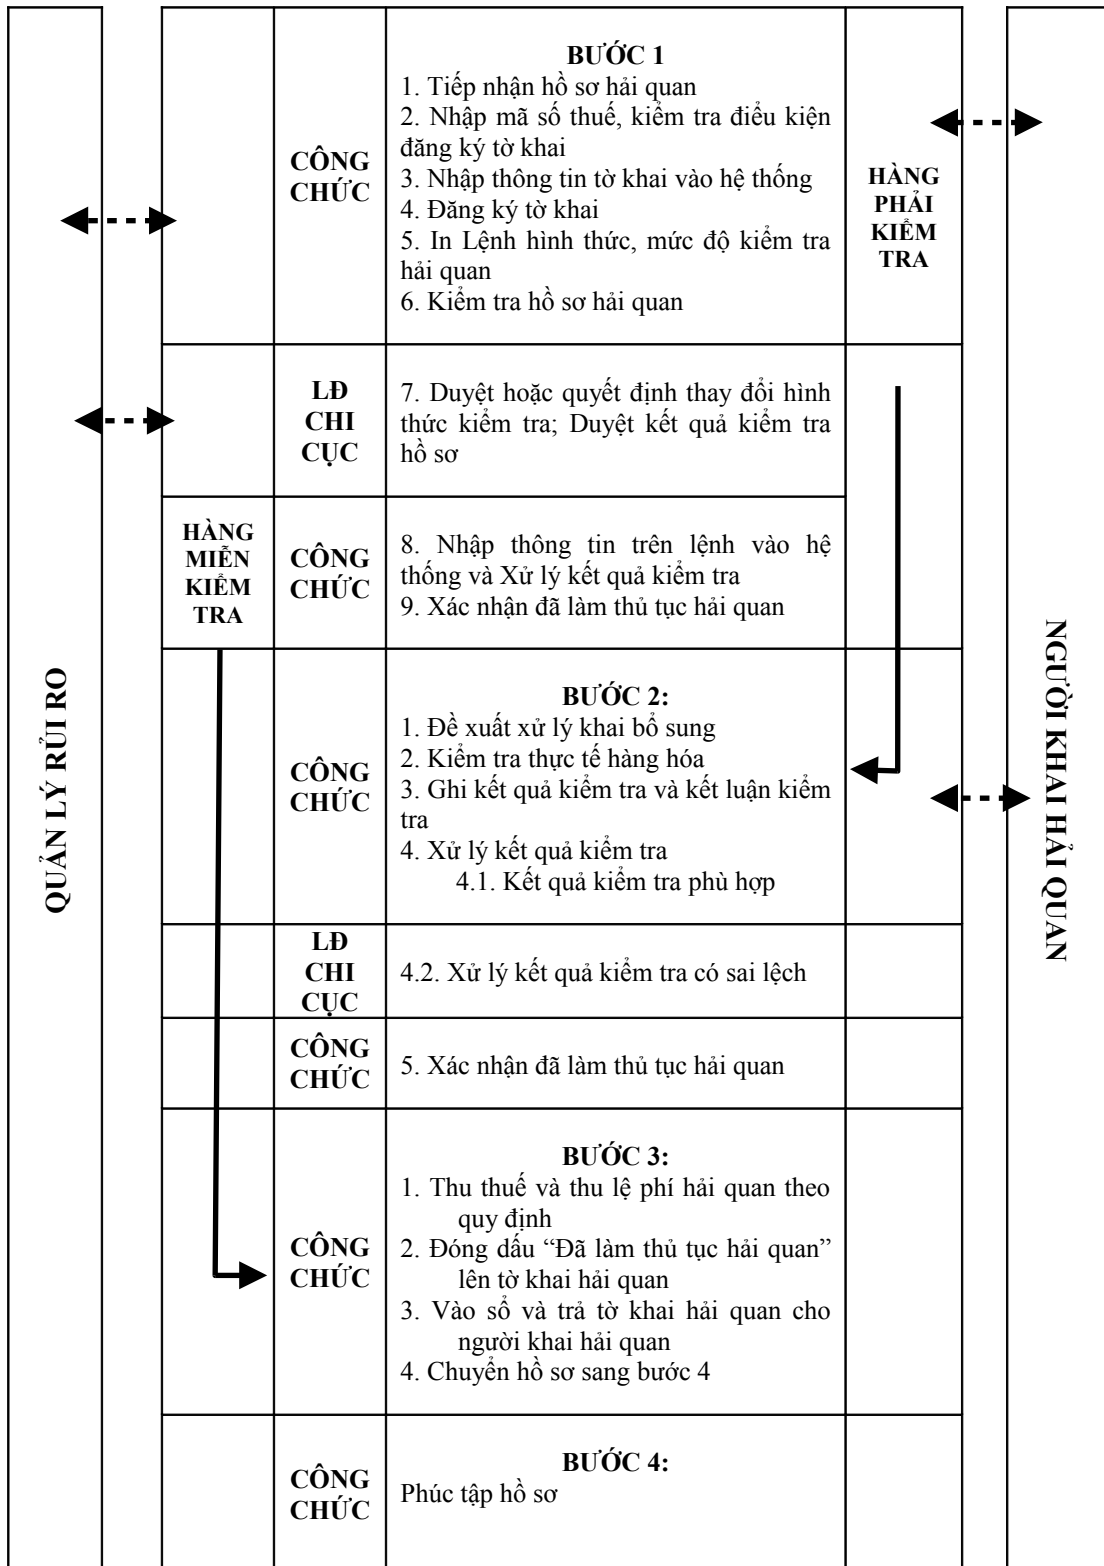 QUẢN LÝ RỦI RO
BƯỚC 1
CÔNG
CHỨC
1. Tiếp nhận hồ sơ hải quan
2. Nhập mã số thuế, kiểm tra điều kiện
đăng ký tờ khai
3. Nhập thông tin tờ khai vào hệ thống
4. Đăng ký tờ khai
5. In Lệnh hình thức, mức độ kiểm tra
hải quan
6. Kiểm tra hồ sơ hải quan
HÀNG
PHẢI
KIỂM
TRA
LĐ
CHI
CỤC
7. Duyệt hoặc quyết định thay đổi hình
thức kiểm tra; Duyệt kết quả kiểm tra
hồ sơ
HÀNG
MIỄN
KIỂM
TRA
CÔNG
CHỨC
8. Nhập thông tin trên lệnh vào hệ
thống và Xử lý kết quả kiểm tra
9. Xác nhận đã làm thủ tục hải quan
CÔNG
CHỨC
BƯỚC 2:
1. Đề xuất xử lý khai bổ sung
2. Kiểm tra thực tế hàng hóa
3. Ghi kết quả kiểm tra và kết luận kiểm
tra
4. Xử lý kết quả kiểm tra
4.1. Kết quả kiểm tra phù hợp
LĐ
CHI
CỤC
4.2. Xử lý kết quả kiểm tra có sai lệch
CÔNG
CHỨC
5. Xác nhận đã làm thủ tục hải quan
CÔNG
CHỨC
BƯỚC 3:
1. Thu thuế và thu lệ phí hải quan theo
quy định
2. Đóng dấu “Đã làm thủ tục hải quan”
lên tờ khai hải quan
3. Vào sổ và trả tờ khai hải quan cho
người khai hải quan
4. Chuyển hồ sơ sang bước 4
CÔNG
CHỨC
BƯỚC 4:
Phúc tập hồ sơ
NGƯỜI KHAI HẢI QUAN